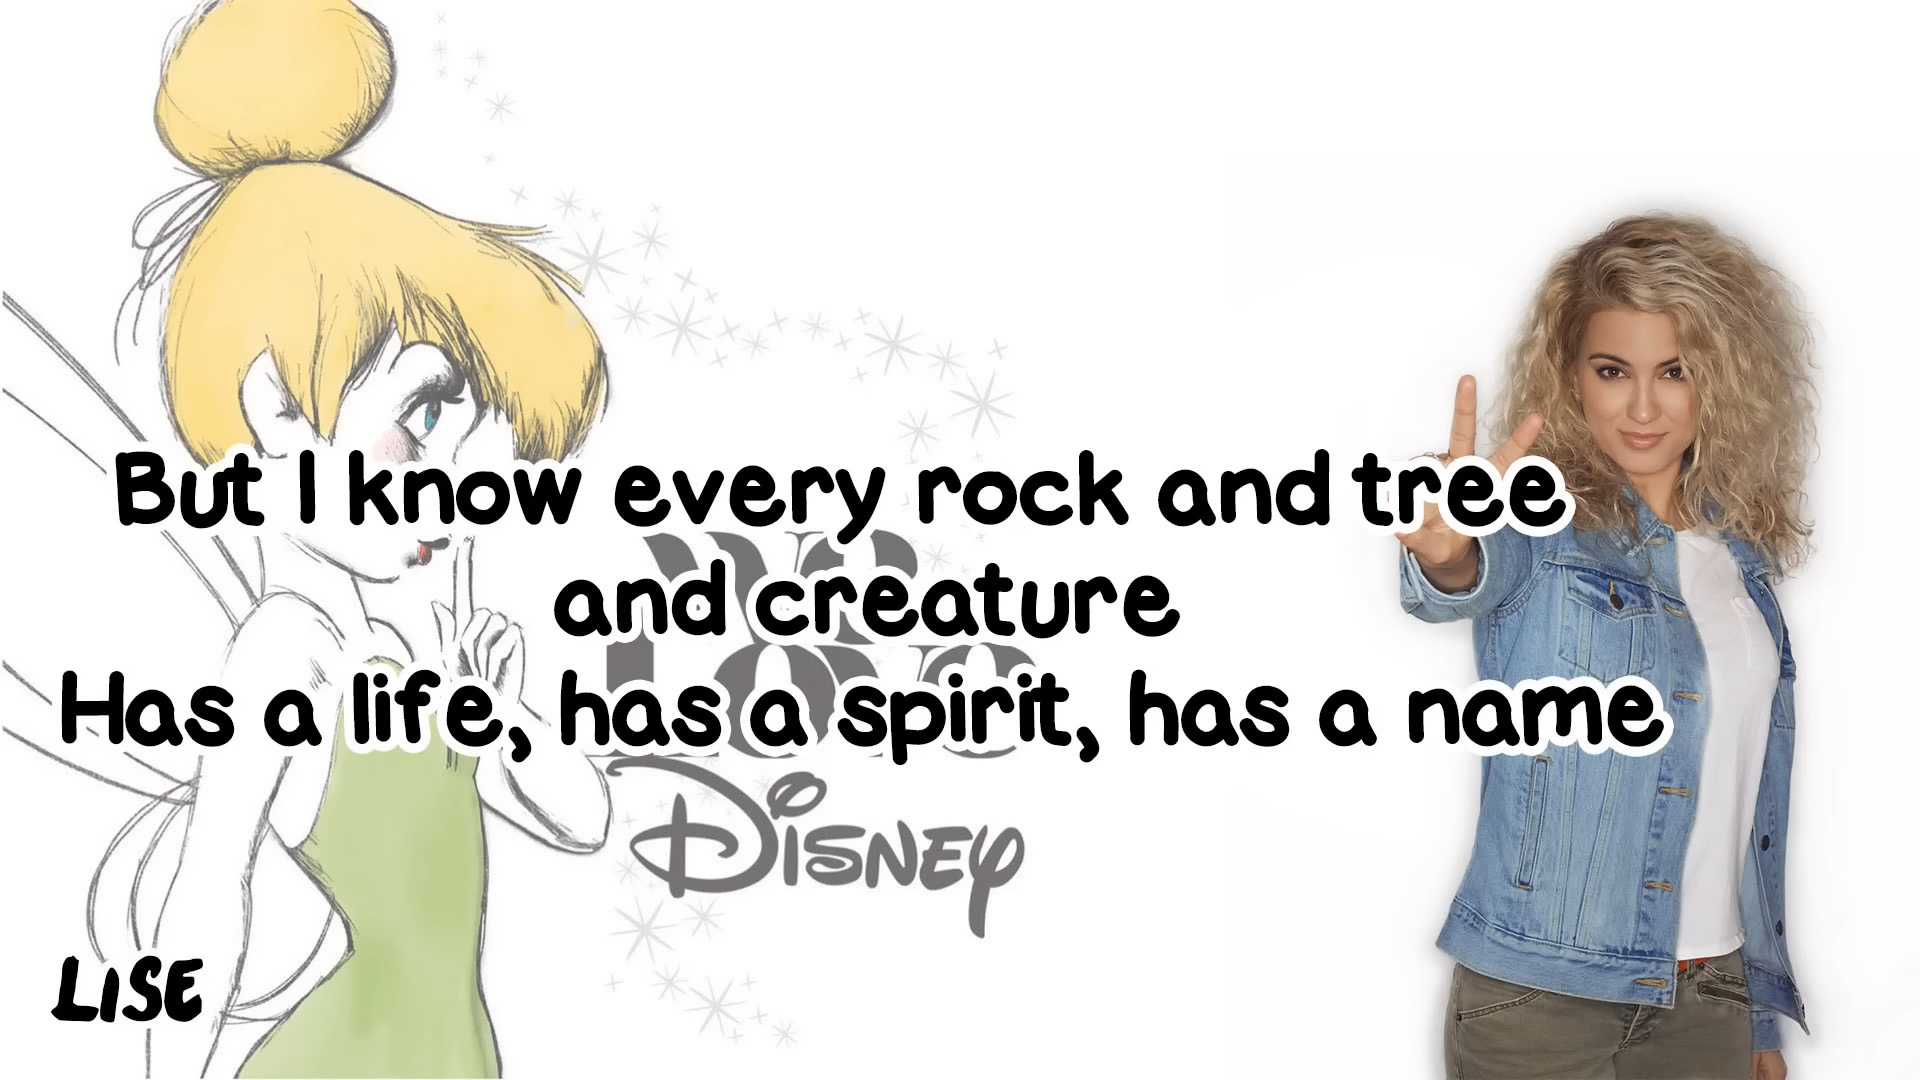 But I know every rock and tree
and creature
Has a life, has a spirit, has a name
Disney
LISE